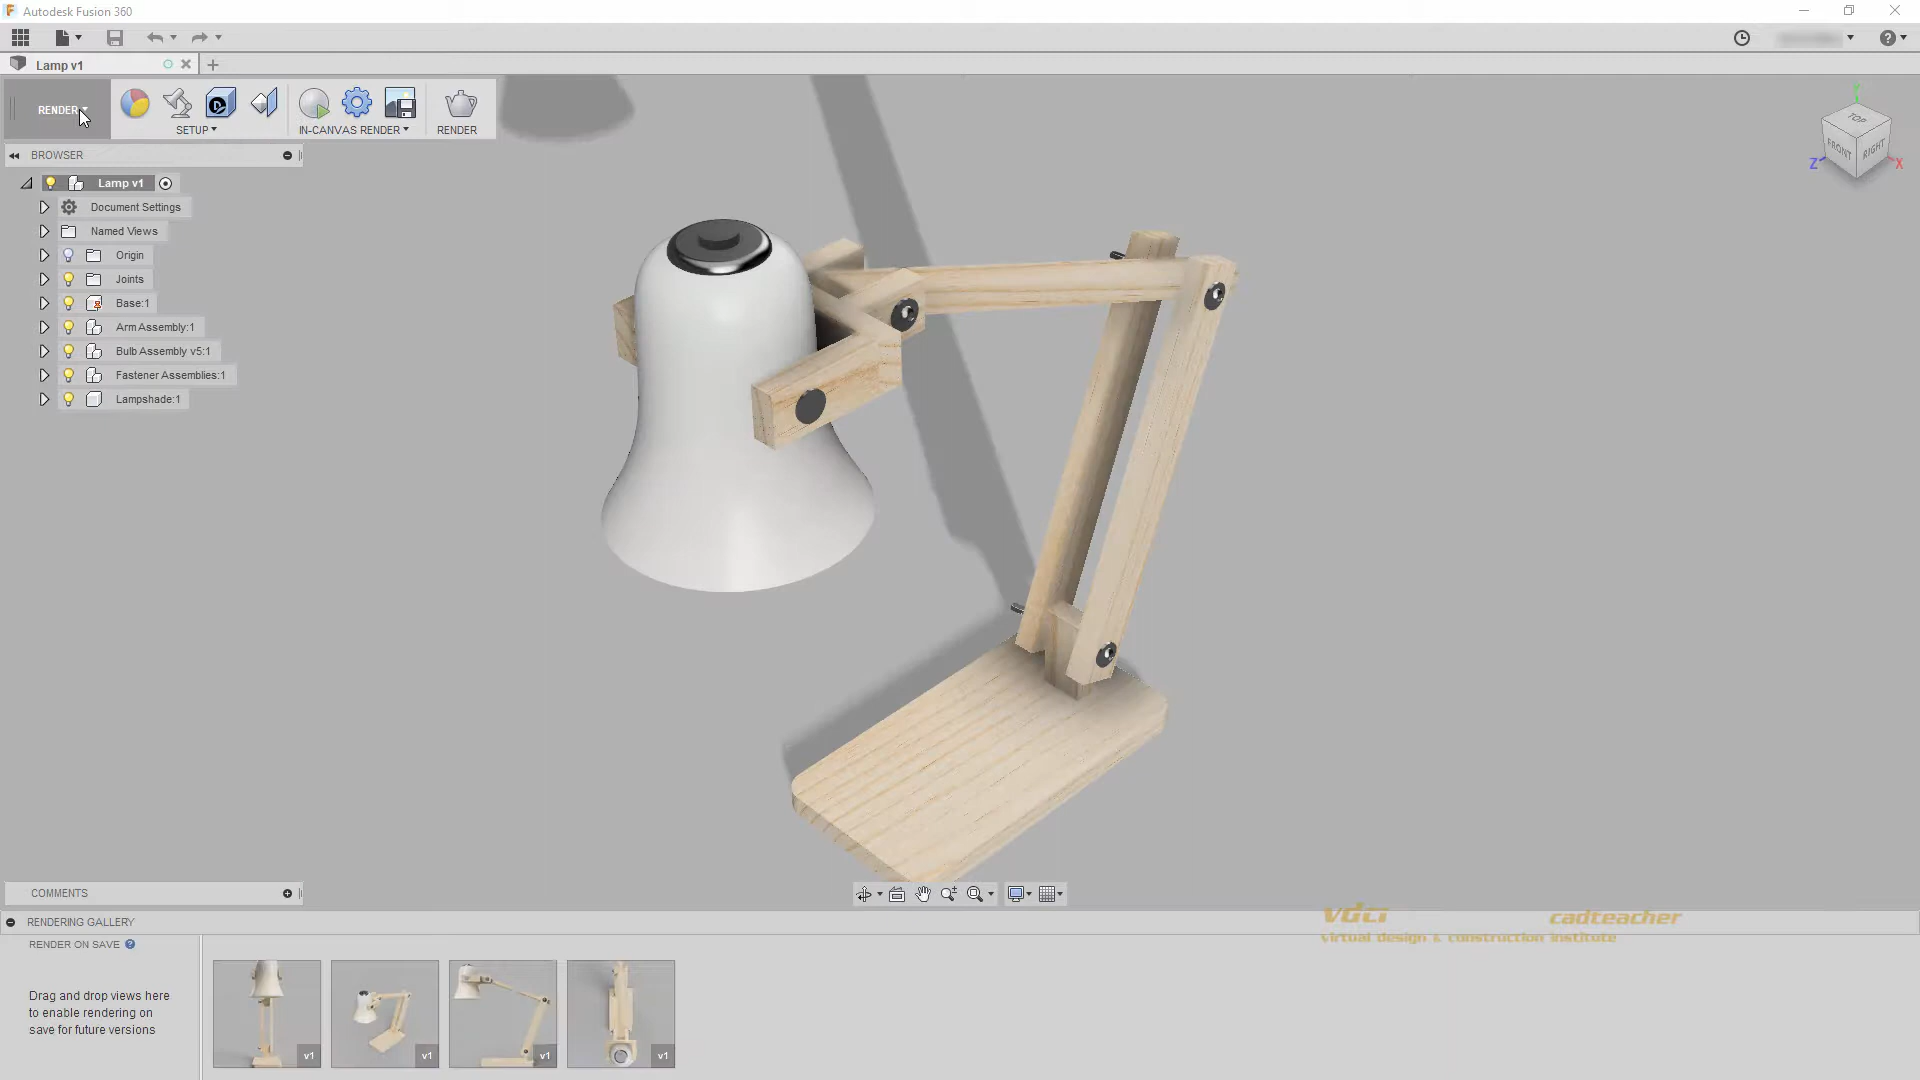 Autodesk Fusion 360
Lamp v1
RENDER
SETUP
IN-CANVAS RENDER
RENDER
TOP
FRONT
RIGHT
Y
Z
X
BROWSER
Lamp v1
Document Settings
Named Views
Origin
Joints
Base:1
Arm Assembly:1
Bulb Assembly v5:1
Fastener Assemblies:1
Lampshade:1
COMMENTS
RENDERING GALLERY
vdci cadteacher
virtual design & construction institute
RENDER ON SAVE
Drag and drop views here
to enable rendering on
save for future versions
v1
v1
v1
v1